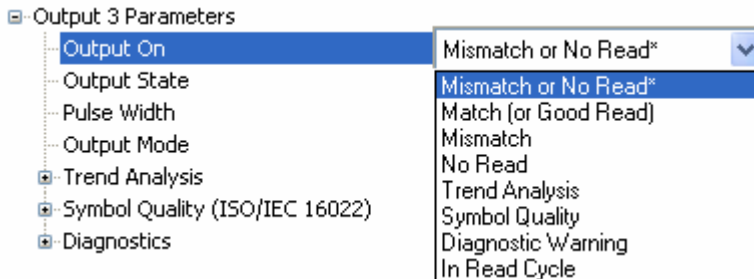 Output 3 Parameters
Output On
Mismatch or No Read*
Output State
Pulse Width
Output Mode
Trend Analysis
Symbol Quality (ISO/IEC 16022)
Diagnostics
Mismatch or No Read*
Match (or Good Read)
Mismatch
No Read
Trend Analysis
Symbol Quality
Diagnostic Warning
In Read Cycle